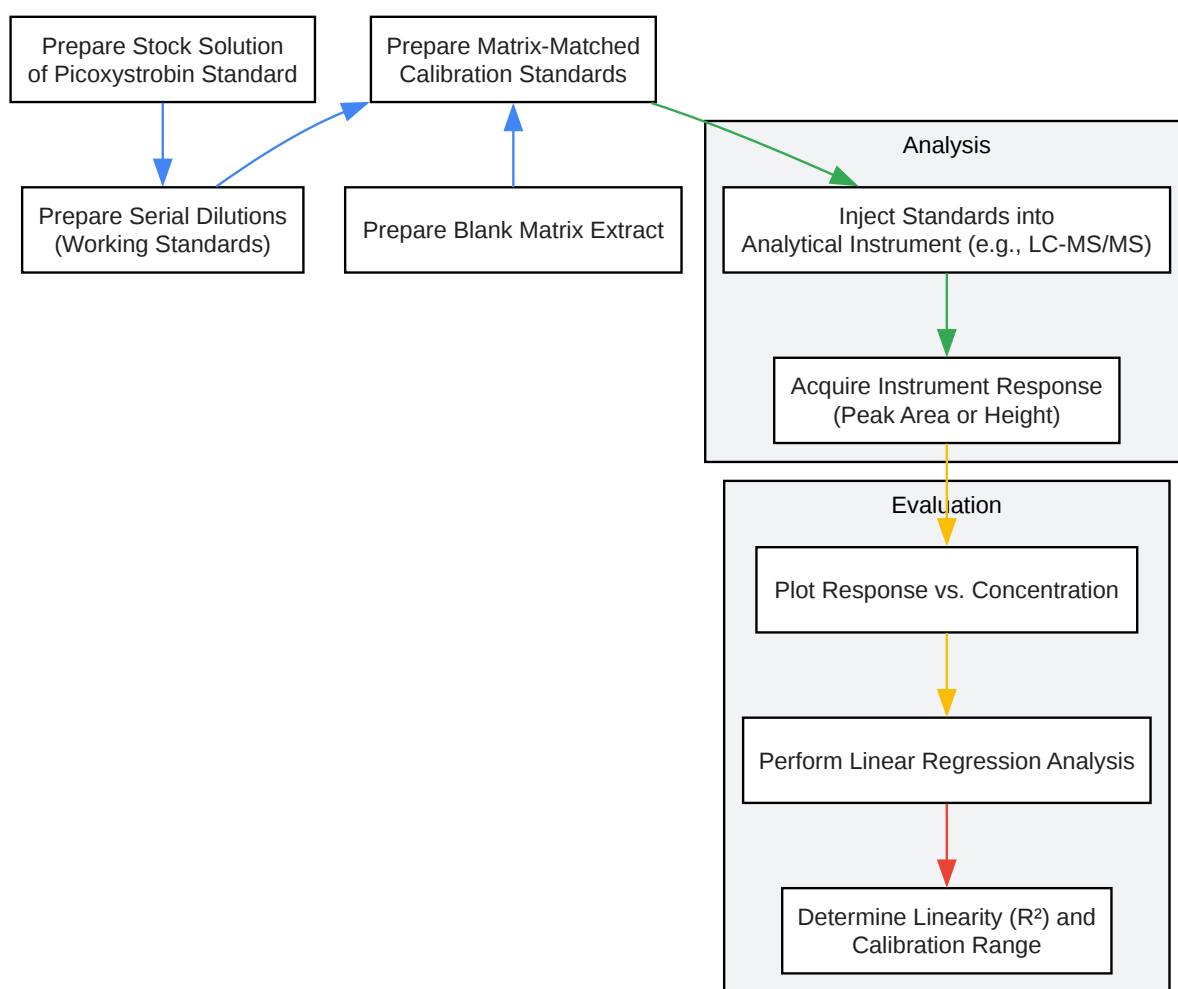 Prepare Stock Solution
of Picoxystrobin Standard
Prepare Matrix-Matched
Calibration Standards
Analysis
Prepare Serial Dilutions
(Working Standards)
Prepare Blank Matrix Extract
Inject Standards into
Analytical Instrument (e.g., LC-MS/MS)
Acquire Instrument Response
(Peak Area or Height)
Evaluation
Plot Response vs. Concentration
Perform Linear Regression Analysis
Determine Linearity (R²) and
Calibration Range